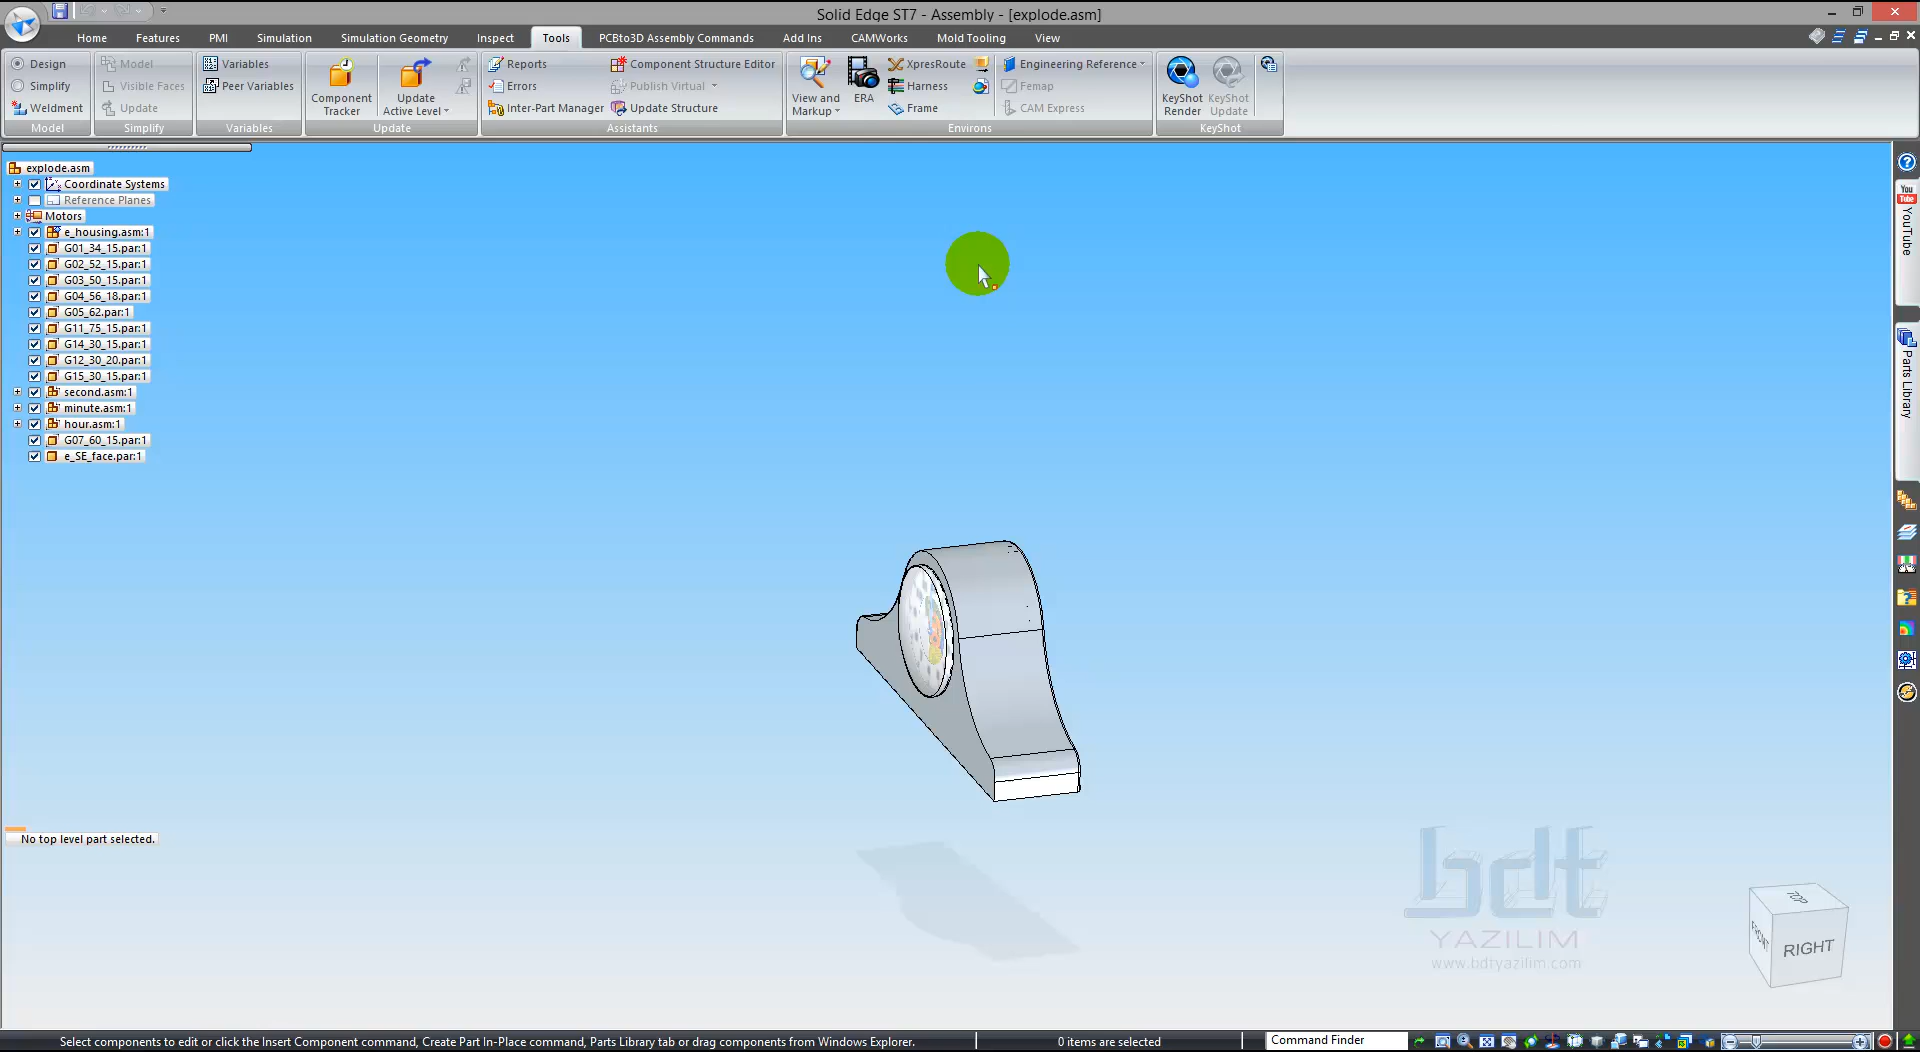 Solid Edge ST7 - Assembly - [explode.asm]
Home Features PMI Simulation Simulation Geometry Inspect Tools PCBto3D Assembly Commands Add Ins CAMWorks Mold Tooling View
Design Model Variables Reports Component Structure Editor XpresRoute Engineering Reference
Simplify Visible Faces Peer Variables Errors Publish Virtual Harness Femap
Weldment Update Inter-Part Manager Update Structure Frame CAM Express
Component Tracker
Update Active Level
View and Markup
ERA
KeyShot Render
KeyShot Update
Model Simplify Variables Update Assistants Environs KeyShot
explode.asm
Coordinate Systems
Reference Planes
Motors
e_housing.asm:1
G01_34_15.par:1
G02_52_15.par:1
G03_50_15.par:1
G04_56_18.par:1
G05_62.par:1
G11_75_15.par:1
G14_30_15.par:1
G12_30_20.par:1
G15_30_15.par:1
second.asm:1
minute.asm:1
hour.asm:1
G07_60_15.par:1
e_SE_face.par:1
No top level part selected.
You
Tube
YouTube
Parts Library
bdt
YAZILIM
www.bdtyazilim.com
TOP
FRONT
RIGHT
Select components to edit or click the Insert Component command, Create Part In-Place command, Parts Library tab or drag components from Windows Explorer.
0 items are selected
Command Finder